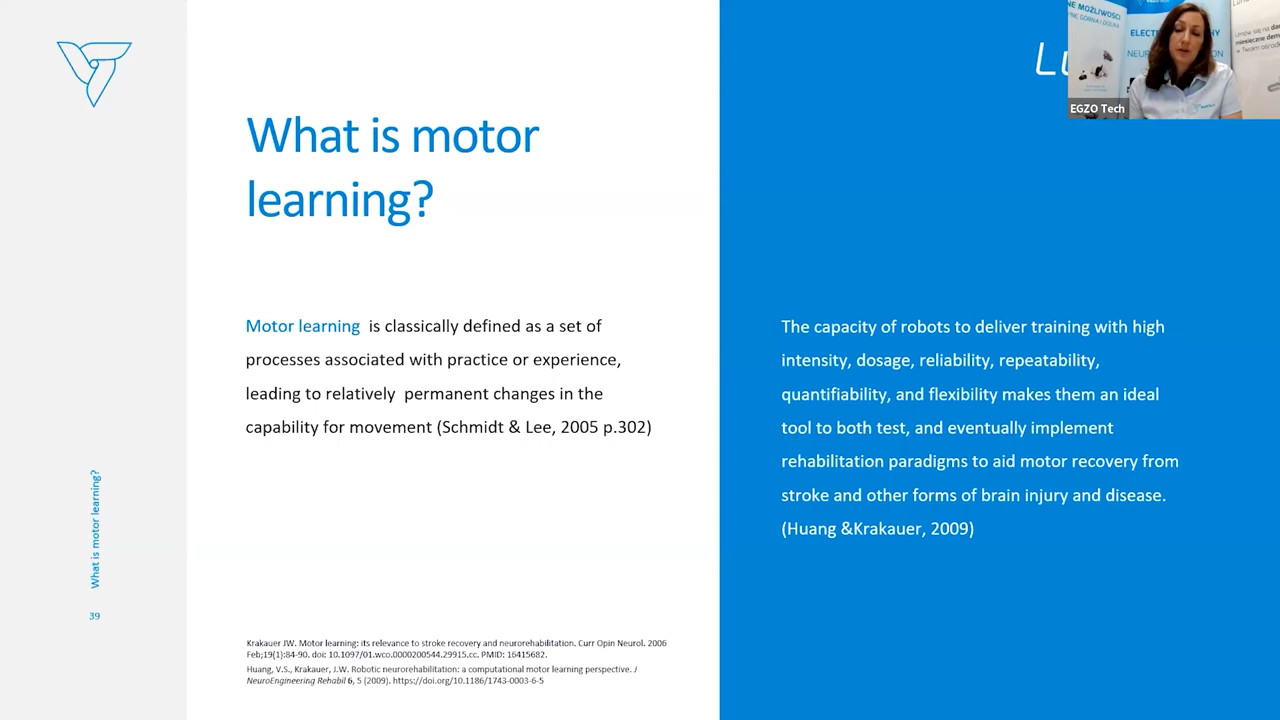 What is motor
learning?
Motor learning is classically defined as a set of
processes associated with practice or experience,
leading to relatively permanent changes in the
capability for movement (Schmidt & Lee, 2005 p.302)
The capacity of robots to deliver training with high
intensity, dosage, reliability, repeatability,
quantifiability, and flexibility makes them an ideal
tool to both test, and eventually implement
rehabilitation paradigms to aid motor recovery from
stroke and other forms of brain injury and disease.
(Huang &Krakauer, 2009)
What is motor learning?
39
Krakauer JW. Motor learning: its relevance to stroke recovery and neurorehabilitation. Curr Opin Neurol. 2006
Feb;19(1):84-90. doi: 10.1097/01.wco.0000200544.29915.cc. PMID: 16415682.
Huang, V.S., Krakauer, J.W. Robotic neurorehabilitation: a computational motor learning perspective. J
NeuroEngineering Rehabil 6, 5 (2009). https://doi.org/10.1186/1743-0003-6-5
EGZO Tech
MOŻLIWOŚCI